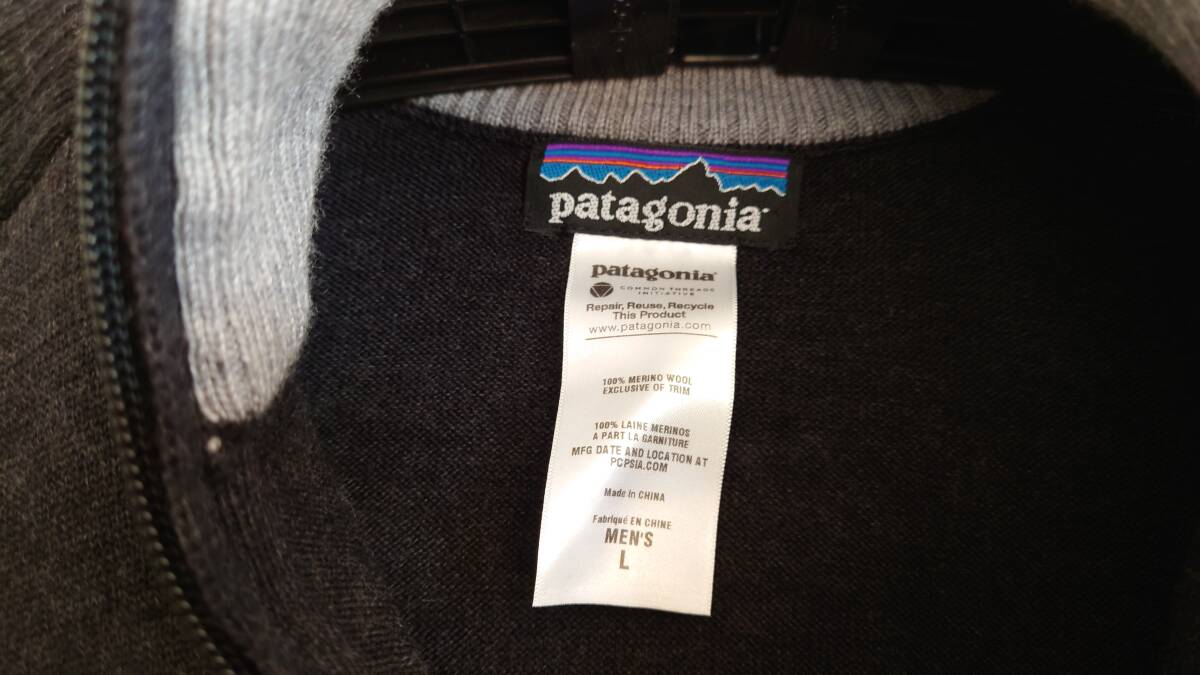 patagonia
patagonia
COMMON THREADS
INITIATIVE
Repair, Reuse, Recycle
This Product
www.patagonia.com
100% MERINO WOOL
EXCLUSIVE OF TRIM
100% LAINE MERINOS
A PART LA GARNITURE
MFG DATE AND LOCATION AT
PCPSIA.COM
Made in CHINA
Fabriqué EN CHINE
MEN'S
L